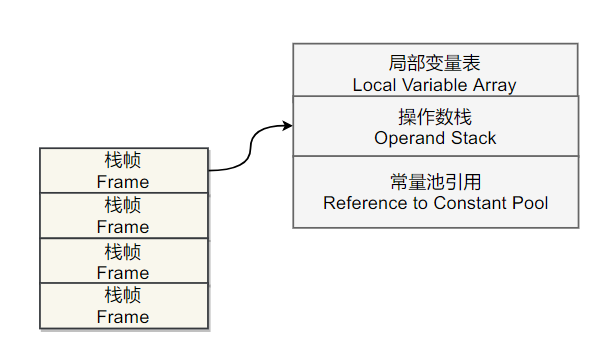 局部变量表
Local Variable Array
操作数栈
Operand Stack
常量池引用
Reference to Constant Pool
栈帧
Frame
栈帧
Frame
栈帧
Frame
栈帧
Frame